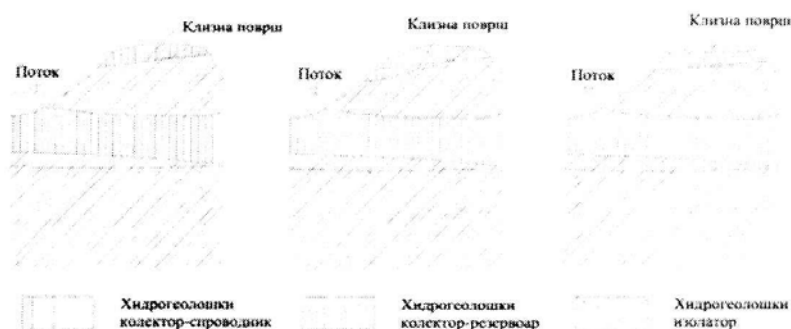 Клизна површ
Клизна површ
Клизна површ
Поток
Поток
Поток
Хидрогеолошки
колектор-спроводник
Хидрогеолошки
колектор-резервоар
Хидрогеолошки
изолатор